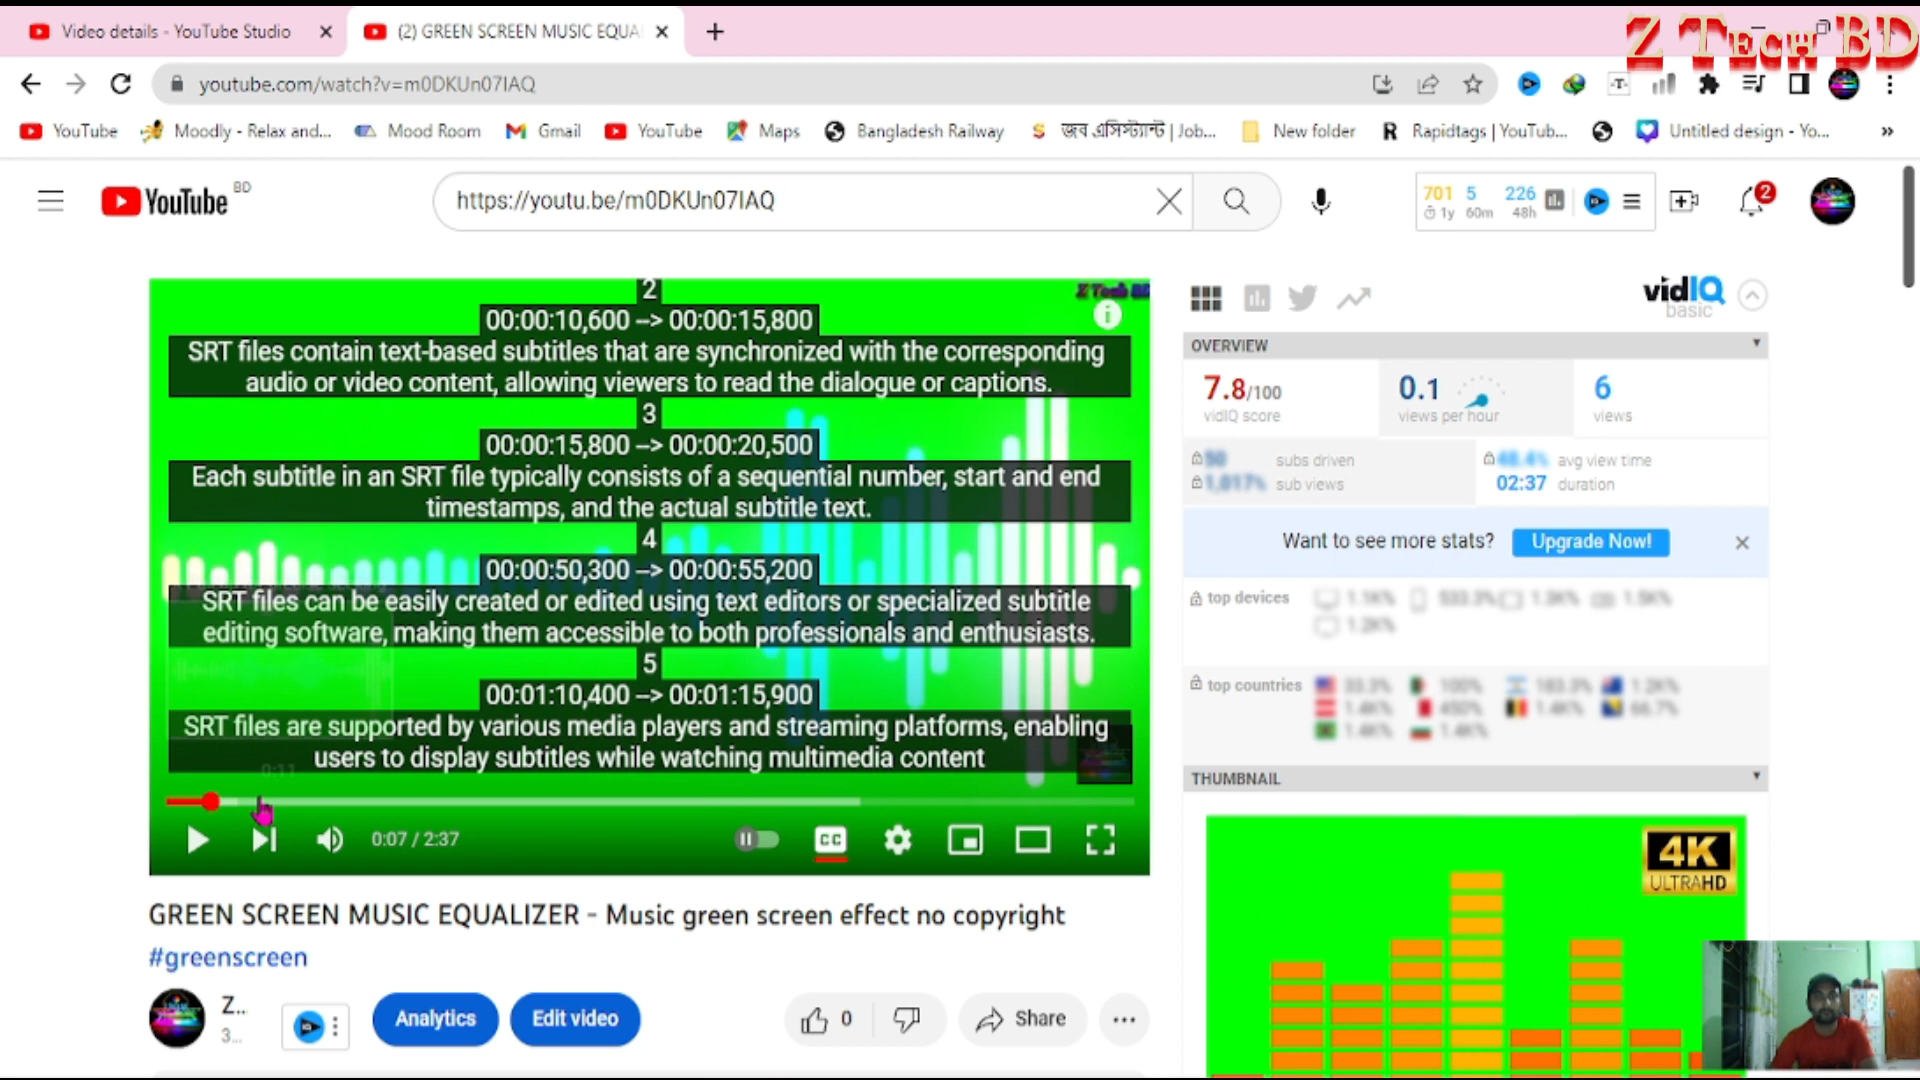 Video details - YouTube Studio
(2) GREEN SCREEN MUSIC EQUA
Z Tech BD
youtube.com/watch?v=m0DKUn07IAQ
YouTube
Moodly - Relax and...
Mood Room
Gmail
YouTube
Maps
Bangladesh Railway
জব এসিস্ট্যান্ট | Job...
New folder
Rapidtags | YouTub...
Untitled design - Yo...
YouTube BD
https://youtu.be/m0DKUn07IAQ
701 5 226
1y 60m 48h
2
Z Tech BD
2
00:00:10,600 --> 00:00:15,800
SRT files contain text-based subtitles that are synchronized with the corresponding
audio or video content, allowing viewers to read the dialogue or captions.
3
00:00:15,800 --> 00:00:20,500
Each subtitle in an SRT file typically consists of a sequential number, start and end
timestamps, and the actual subtitle text.
4
00:00:50,300 --> 00:00:55,200
SRT files can be easily created or edited using text editors or specialized subtitle
editing software, making them accessible to both professionals and enthusiasts.
5
00:01:10,400 --> 00:01:15,900
SRT files are supported by various media players and streaming platforms, enabling
users to display subtitles while watching multimedia content
0:11
0:07 / 2:37
CC
GREEN SCREEN MUSIC EQUALIZER - Music green screen effect no copyright
#greenscreen
Z...
3...
Analytics
Edit video
0
Share
vidIQ
basic
OVERVIEW
7.8/100
vidIQ score
0.1
views per hour
6
views
subs driven
sub views
avg view time
02:37 duration
Want to see more stats?
Upgrade Now!
top devices
top countries
THUMBNAIL
4K
ULTRAHD